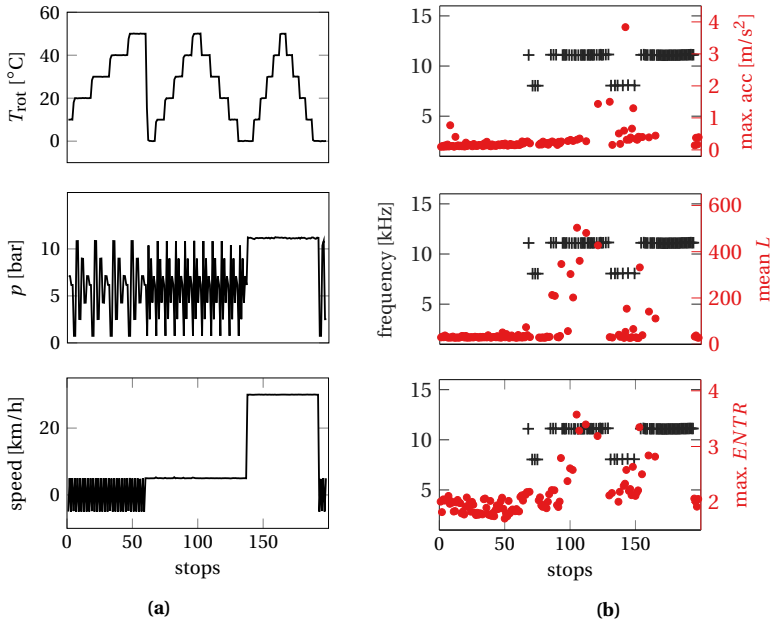 50
40
20
0
T_rot [°C]
10
5
0
p [bar]
20
0
speed [km/h]
0 50 100 150
stops
(a)
15
10
5
4
3
2
1
0
max. acc [m/s²]
15
10
5
600
400
200
0
frequency [kHz]
mean L
15
10
5
4
3
2
max. ENTR
0 50 100 150
stops
(b)